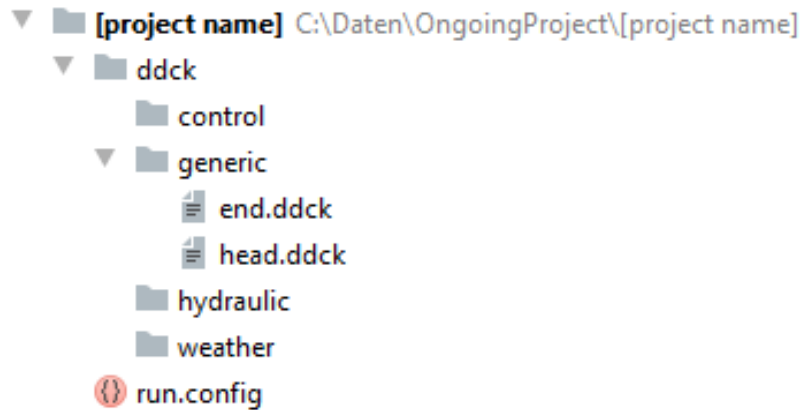 [project name] C:\Daten\OngoingProject\[project name]
ddck
control
generic
end.ddck
head.ddck
hydraulic
weather
{} run.config